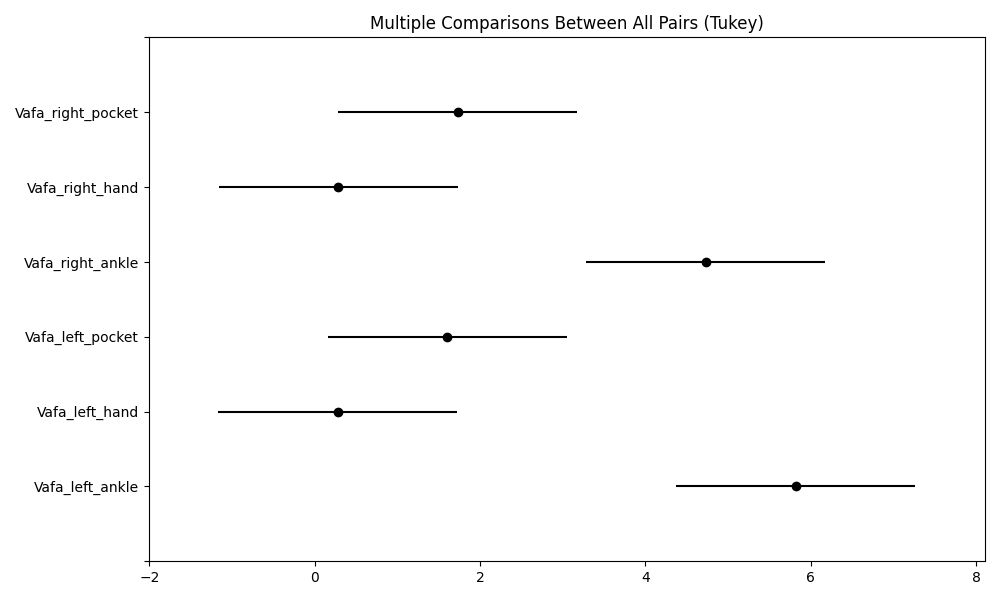 Multiple Comparisons Between All Pairs (Tukey)
Vafa_right_pocket
Vafa_right_hand
Vafa_right_ankle
Vafa_left_pocket
Vafa_left_hand
Vafa_left_ankle
−2 0 2 4 6 8